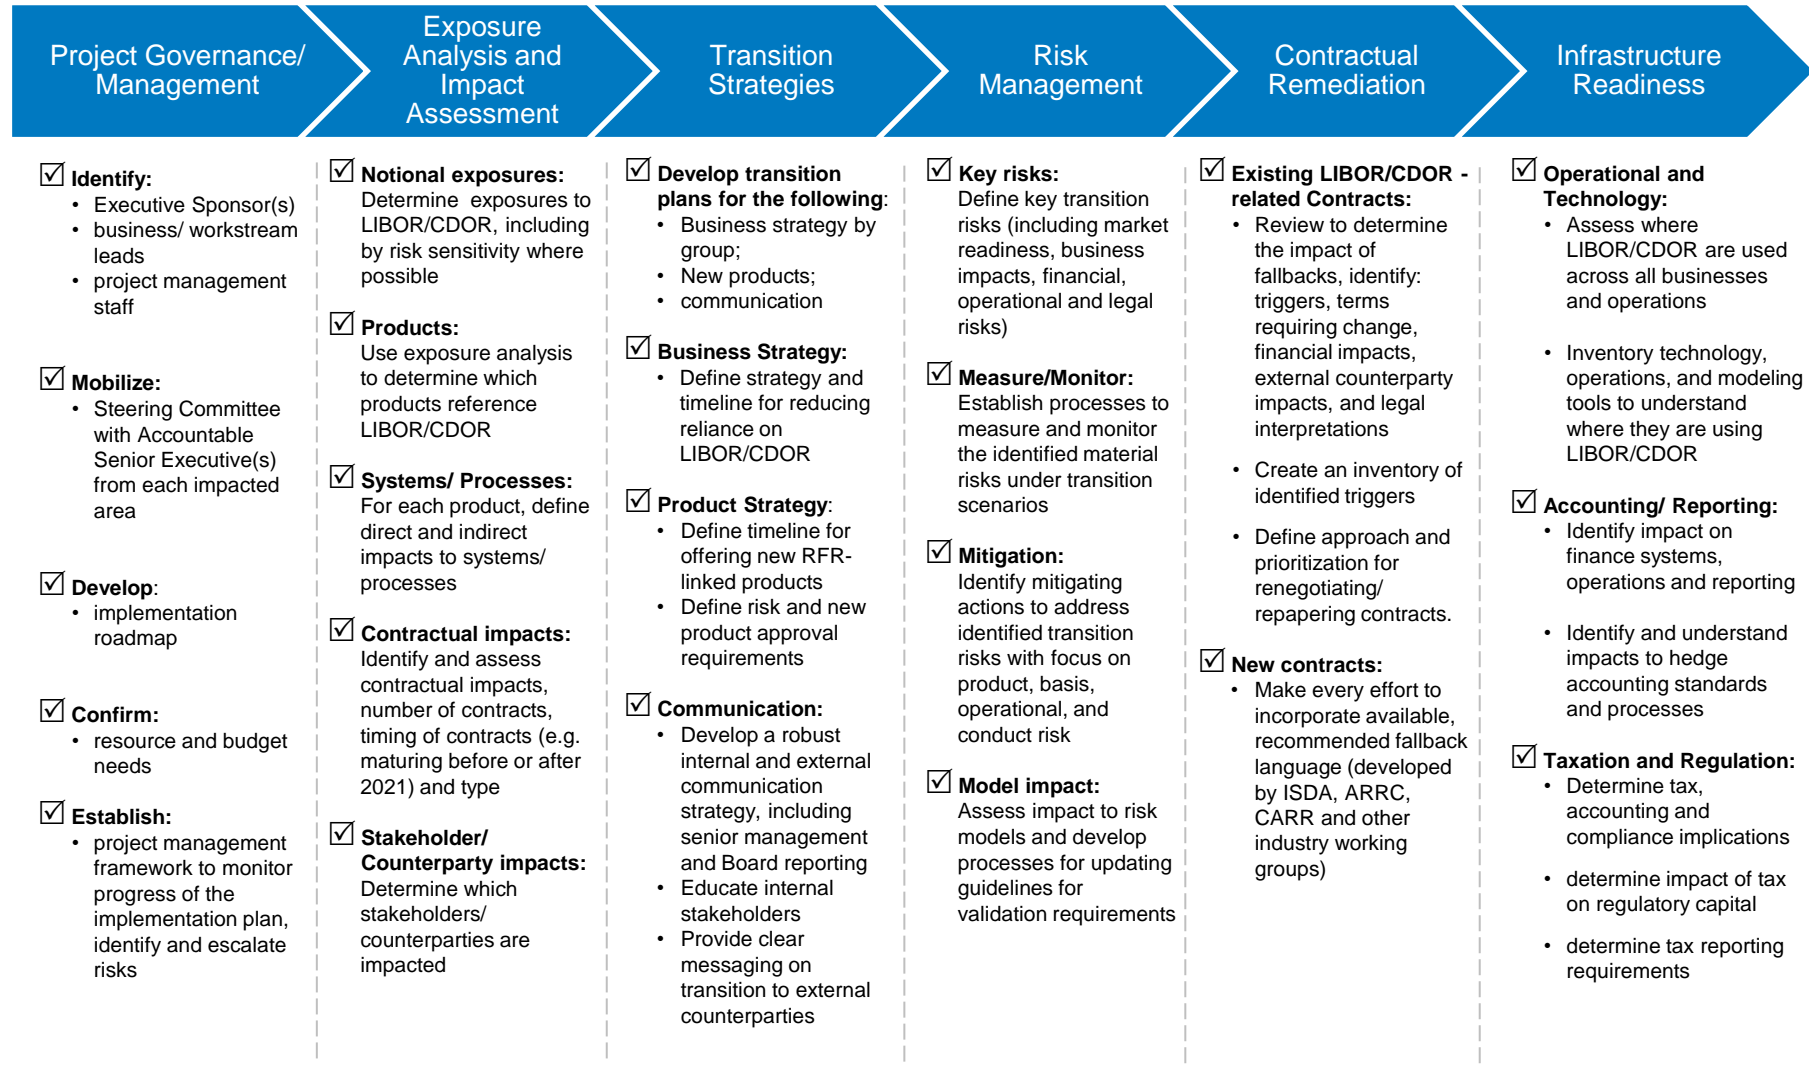 Project Governance/
Management
Exposure
Analysis and
Impact
Assessment
Transition
Strategies
Risk
Management
Contractual
Remediation
Infrastructure
Readiness
Identify:
• Executive Sponsor(s)
• business/ workstream
leads
• project management
staff
Mobilize:
• Steering Committee
with Accountable
Senior Executive(s)
from each impacted
area
Develop:
• implementation
roadmap
Confirm:
• resource and budget
needs
Establish:
• project management
framework to monitor
progress of the
implementation plan,
identify and escalate
risks
Notional exposures:
Determine exposures to
LIBOR/CDOR, including
by risk sensitivity where
possible
Products:
Use exposure analysis
to determine which
products reference
LIBOR/CDOR
Systems/ Processes:
For each product, define
direct and indirect
impacts to systems/
processes
Contractual impacts:
Identify and assess
contractual impacts,
number of contracts,
timing of contracts (e.g.
maturing before or after
2021) and type
Stakeholder/
Counterparty impacts:
Determine which
stakeholders/
counterparties are
impacted
Develop transition
plans for the following:
• Business strategy by
group;
• New products;
• communication
Business Strategy:
• Define strategy and
timeline for reducing
reliance on
LIBOR/CDOR
Product Strategy:
• Define timeline for
offering new RFR-
linked products
• Define risk and new
product approval
requirements
Communication:
• Develop a robust
internal and external
communication
strategy, including
senior management
and Board reporting
• Educate internal
stakeholders
• Provide clear
messaging on
transition to external
counterparties
Key risks:
Define key transition
risks (including market
readiness, business
impacts, financial,
operational and legal
risks)
Measure/Monitor:
Establish processes to
measure and monitor
the identified material
risks under transition
scenarios
Mitigation:
Identify mitigating
actions to address
identified transition
risks with focus on
product, basis,
operational, and
conduct risk
Model impact:
Assess impact to risk
models and develop
processes for updating
guidelines for
validation requirements
Existing LIBOR/CDOR -
related Contracts:
• Review to determine
the impact of
fallbacks, identify:
triggers, terms
requiring change,
financial impacts,
external counterparty
impacts, and legal
interpretations
• Create an inventory of
identified triggers
• Define approach and
prioritization for
renegotiating/
repapering contracts.
New contracts:
• Make every effort to
incorporate available,
recommended fallback
language (developed
by ISDA, ARRC,
CARR and other
industry working
groups)
Operational and
Technology:
• Assess where
LIBOR/CDOR are used
across all businesses
and operations
• Inventory technology,
operations, and modeling
tools to understand
where they are using
LIBOR/CDOR
Accounting/ Reporting:
• Identify impact on
finance systems,
operations and reporting
• Identify and understand
impacts to hedge
accounting standards
and processes
Taxation and Regulation:
• Determine tax,
accounting and
compliance implications
• determine impact of tax
on regulatory capital
• determine tax reporting
requirements